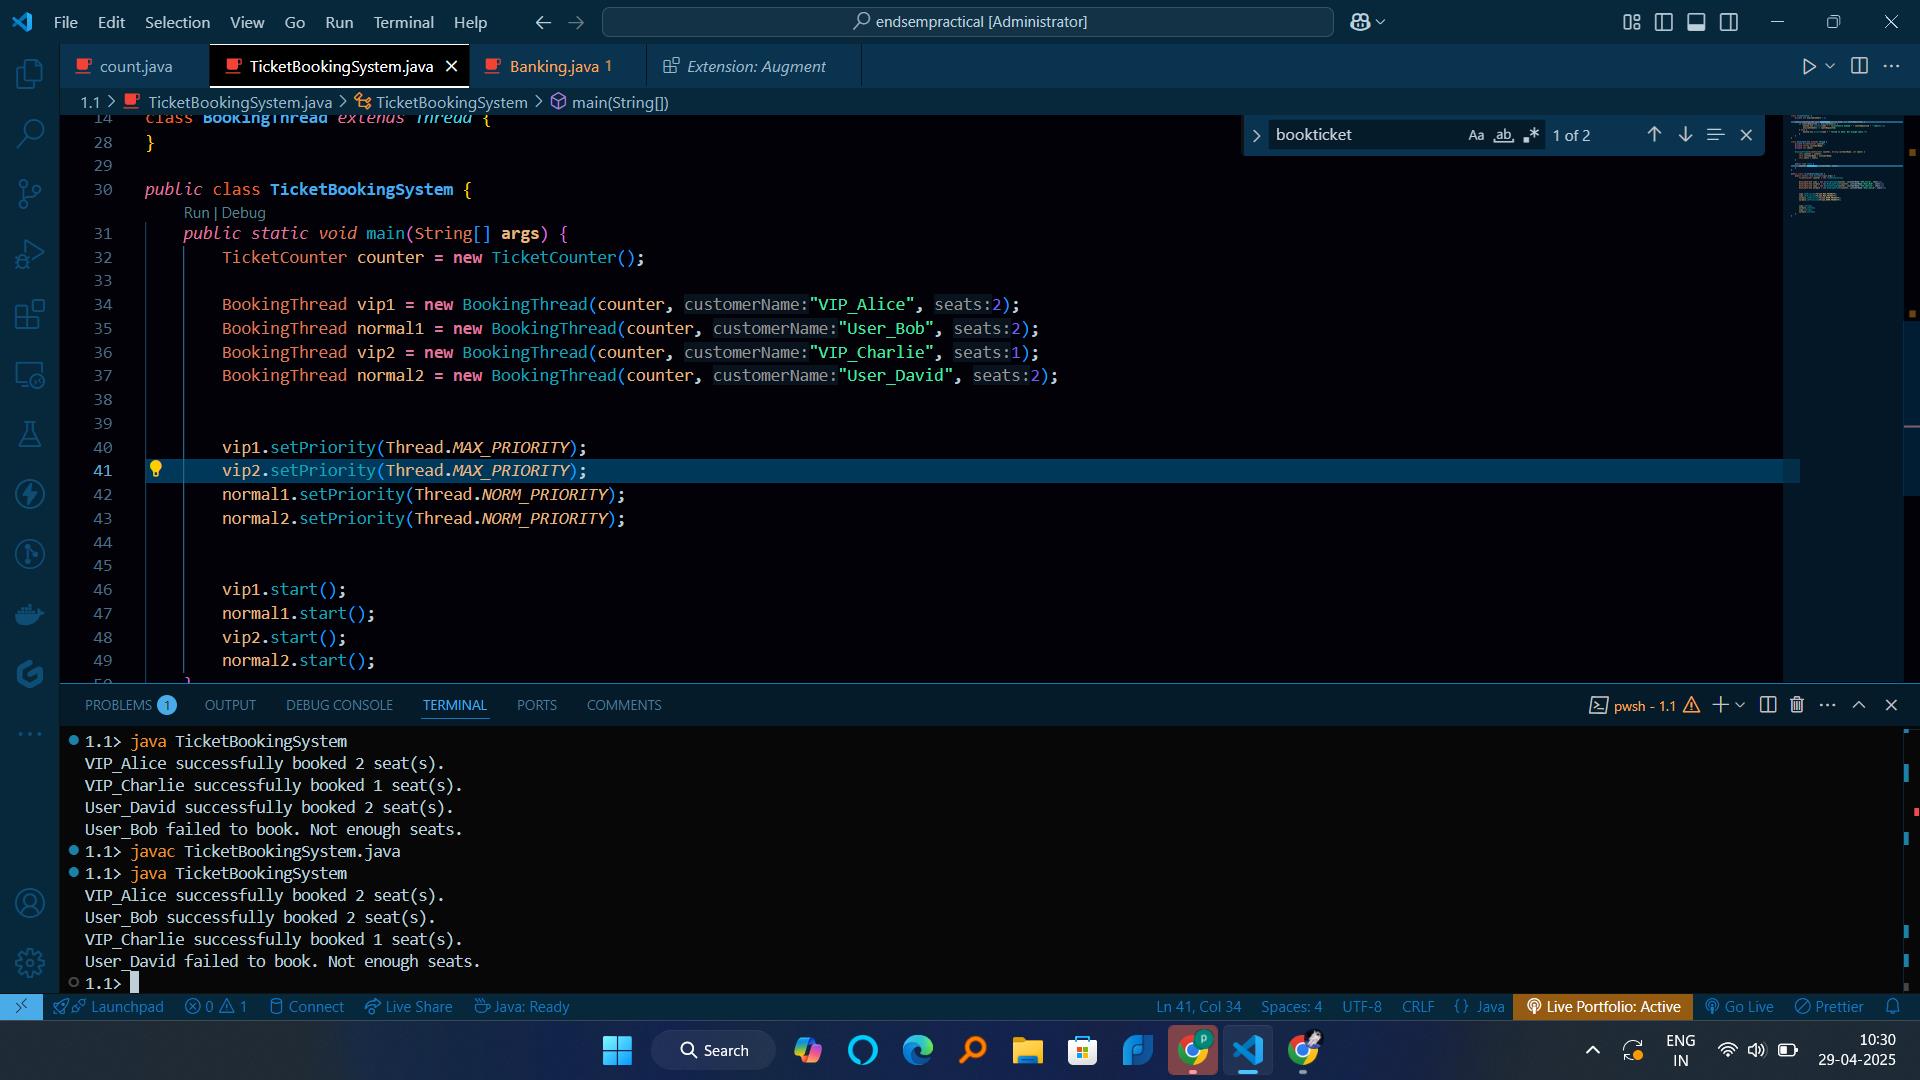 File Edit Selection View Go Run Terminal Help
endsempractical [Administrator]
count.java
TicketBookingSystem.java
Banking.java 1
Extension: Augment
1.1 > TicketBookingSystem.java > TicketBookingSystem > main(String[])
bookticket
Aa ab 1 of 2
14 class BookingThread extends Thread {
28 }
29
30 public class TicketBookingSystem {
Run | Debug
31 public static void main(String[] args) {
32 TicketCounter counter = new TicketCounter();
33
34 BookingThread vip1 = new BookingThread(counter, customerName:"VIP_Alice", seats:2);
35 BookingThread normal1 = new BookingThread(counter, customerName:"User_Bob", seats:2);
36 BookingThread vip2 = new BookingThread(counter, customerName:"VIP_Charlie", seats:1);
37 BookingThread normal2 = new BookingThread(counter, customerName:"User_David", seats:2);
38
39
40 vip1.setPriority(Thread.MAX_PRIORITY);
41 vip2.setPriority(Thread.MAX_PRIORITY);
42 normal1.setPriority(Thread.NORM_PRIORITY);
43 normal2.setPriority(Thread.NORM_PRIORITY);
44
45
46 vip1.start();
47 normal1.start();
48 vip2.start();
49 normal2.start();
50 }
PROBLEMS 1 OUTPUT DEBUG CONSOLE TERMINAL PORTS COMMENTS
pwsh - 1.1
1.1> java TicketBookingSystem
VIP_Alice successfully booked 2 seat(s).
VIP_Charlie successfully booked 1 seat(s).
User_David successfully booked 2 seat(s).
User_Bob failed to book. Not enough seats.
1.1> javac TicketBookingSystem.java
1.1> java TicketBookingSystem
VIP_Alice successfully booked 2 seat(s).
User_Bob successfully booked 2 seat(s).
VIP_Charlie successfully booked 1 seat(s).
User_David failed to book. Not enough seats.
1.1>
Launchpad 0 1 Connect Live Share Java: Ready
Ln 41, Col 34 Spaces: 4 UTF-8 CRLF {} Java Live Portfolio: Active Go Live Prettier
Search
ENG
IN
10:30
29-04-2025